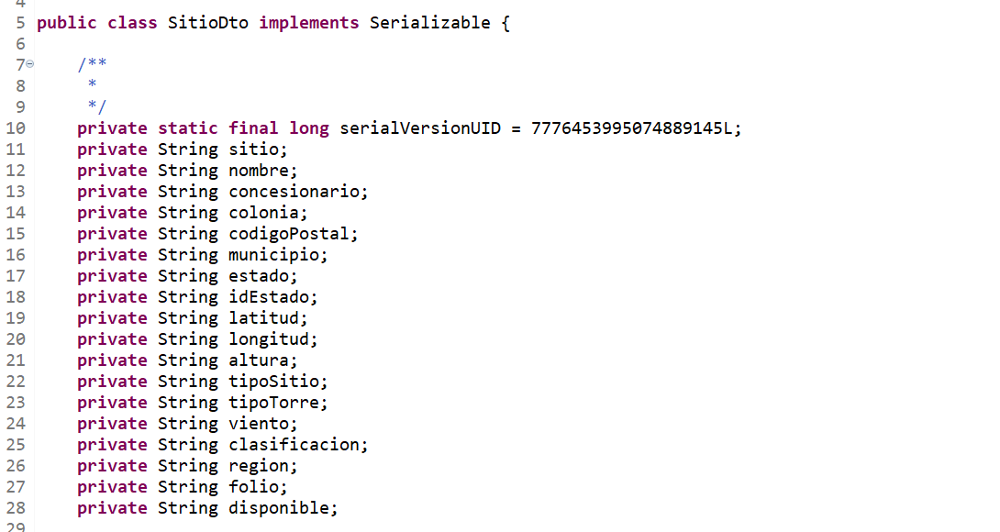 4
5 public class SitioDto implements Serializable {
6
7 /**
8 *
9 */
10 private static final long serialVersionUID = 7776453995074889145L;
11 private String sitio;
12 private String nombre;
13 private String concesionario;
14 private String colonia;
15 private String codigoPostal;
16 private String municipio;
17 private String estado;
18 private String idEstado;
19 private String latitud;
20 private String longitud;
21 private String altura;
22 private String tipoSitio;
23 private String tipoTorre;
24 private String viento;
25 private String clasificacion;
26 private String region;
27 private String folio;
28 private String disponible;
29